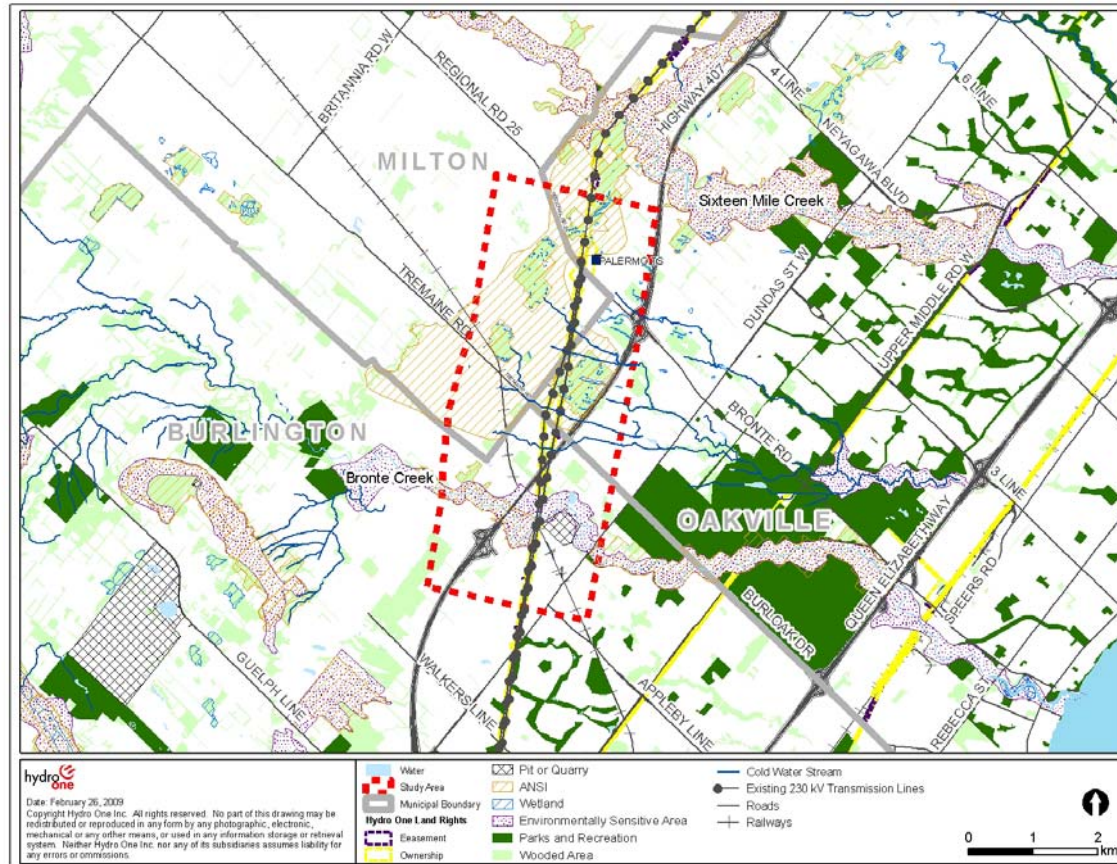 BRITANNIA RD W
REGIONAL RD 25
MILTON
HIGHWAY 407
4 LINE
6 LINE
NEYAGAWA BLVD
Sixteen Mile Creek
PALERMO TS
TREMAINE RD
DUNDAS ST W
UPPER MIDDLE RD W
BURLINGTON
BRONTE RD
Bronte Creek
3 LINE
OAKVILLE
QUEEN ELIZABETH WAY
SPEERS RD
BURLOAK DR
GUELPH LINE
WALKERS LINE
APPLEBY LINE
REBECCA S
hydro
one
Date: February 26, 2009
Copyright Hydro One Inc. All rights reserved. No part of this drawing may be
redistributed or reproduced in any form by any photographic, electronic,
mechanical or any orther means, or used in any information storage or retrieval
system. Neither Hydro One Inc. nor any of its subsidiaries assumes liability for
any errors or ommissions.
Water
Study Area
Municipal Boundary
Hydro One Land Rights
Easement
Ownership
Pit or Quarry
ANSI
Wetland
Environmentally Sensitive Area
Parks and Recreation
Wooded Area
Cold Water Stream
Existing 230 kV Transmission Lines
Roads
Railways
0 1 2
km